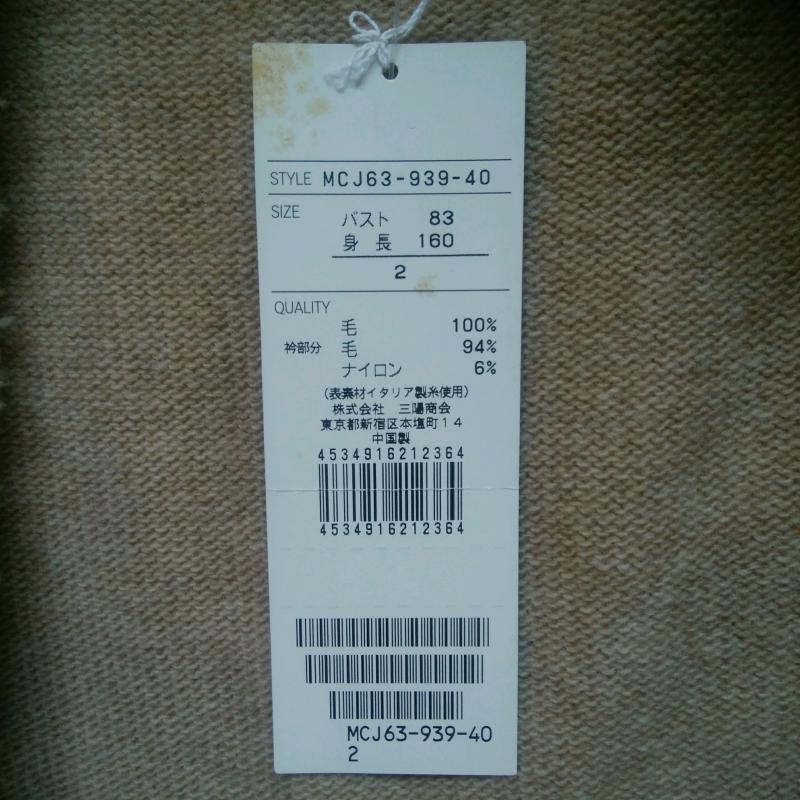 STYLE MCJ63-939-40
SIZE バスト 83
身長 160
2
QUALITY
毛 100%
衿部分 毛 94%
ナイロン 6%
(表素材イタリア製糸使用)
株式会社 三陽商会
東京都新宿区本塩町14
中国製
4534916212364
4534916212364
MCJ63-939-40
2